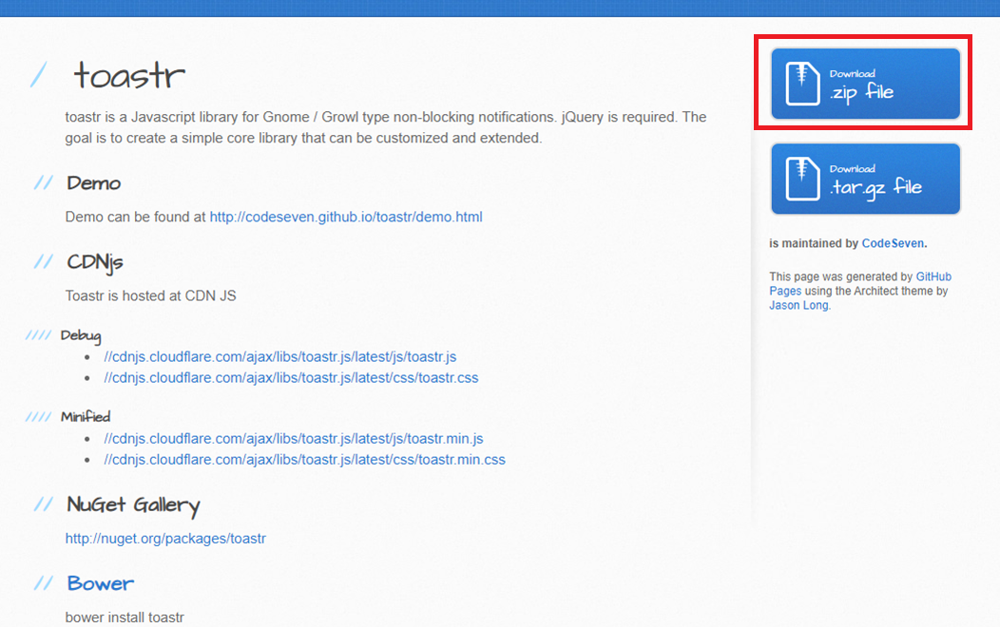 toastr
toastr is a Javascript library for Gnome / Growl type non-blocking notifications. jQuery is required. The
goal is to create a simple core library that can be customized and extended.
Demo
Demo can be found at http://codeseven.github.io/toastr/demo.html
CDNjs
Toastr is hosted at CDN JS
Debug
//cdnjs.cloudflare.com/ajax/libs/toastr.js/latest/js/toastr.js
//cdnjs.cloudflare.com/ajax/libs/toastr.js/latest/css/toastr.css
Minified
//cdnjs.cloudflare.com/ajax/libs/toastr.js/latest/js/toastr.min.js
//cdnjs.cloudflare.com/ajax/libs/toastr.js/latest/css/toastr.min.css
NuGet Gallery
http://nuget.org/packages/toastr
Bower
bower install toastr
Download
.zip file
Download
.tar.gz file
is maintained by CodeSeven.
This page was generated by GitHub
Pages using the Architect theme by
Jason Long.